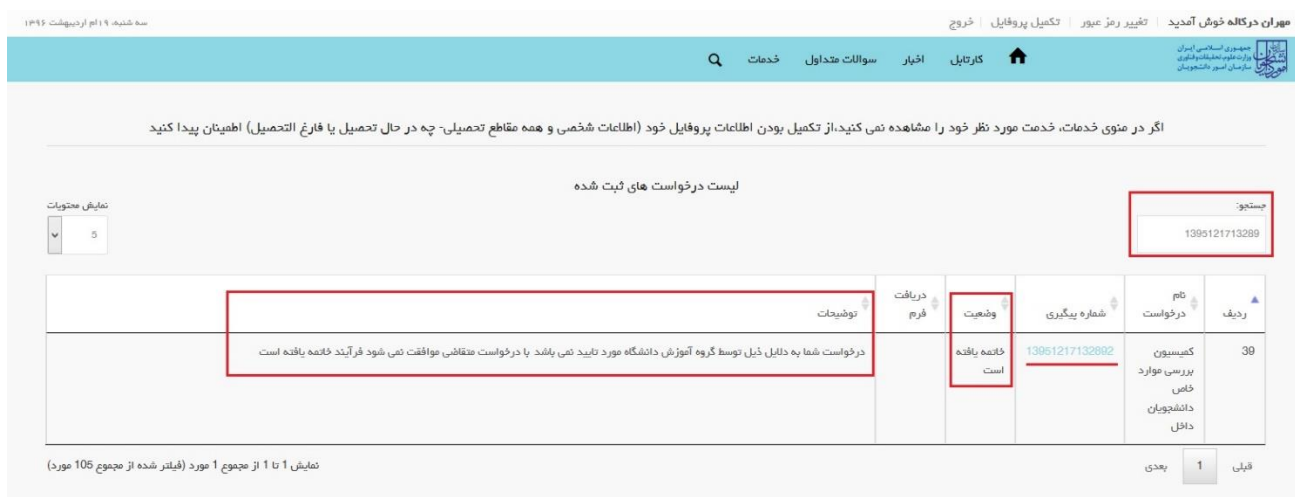 مهران درکاله خوش آمدید | تغییر رمز عبور | تکمیل پروفایل | خروج
سه شنبه، ۱۹ام اردیبهشت ۱۳۹۶
جمهوری اسلامی ایران
وزارت علوم، تحقیقات و فناوری
سازمان امور دانشجویان
کارتابل اخبار سوالات متداول خدمات
اگر در منوی خدمات، خدمت مورد نظر خود را مشاهده نمی کنید،از تکمیل بودن اطلاعات پروفایل خود (اطلاعات شخصی و همه مقاطع تحصیلی- چه در حال تحصیل یا فارغ التحصیل) اطمینان پیدا کنید
لیست درخواست های ثبت شده
جستجو:
1395121713289
نمایش محتویات
5
ردیف
نام
درخواست
شماره پیگیری
وضعیت
دریافت
فرم
توضیحات
39
کمیسیون
بررسی موارد
خاص
دانشجویان
داخل
13951217132892
خاتمه یافته
است
درخواست شما به دلایل ذیل توسط گروه آموزش دانشگاه مورد تایید نمی باشد با درخواست متقاضی موافقت نمی شود فرآیند خاتمه یافته است
قبلی 1 بعدی
نمایش 1 تا 1 از مجموع 1 مورد (فیلتر شده از مجموع 105 مورد)